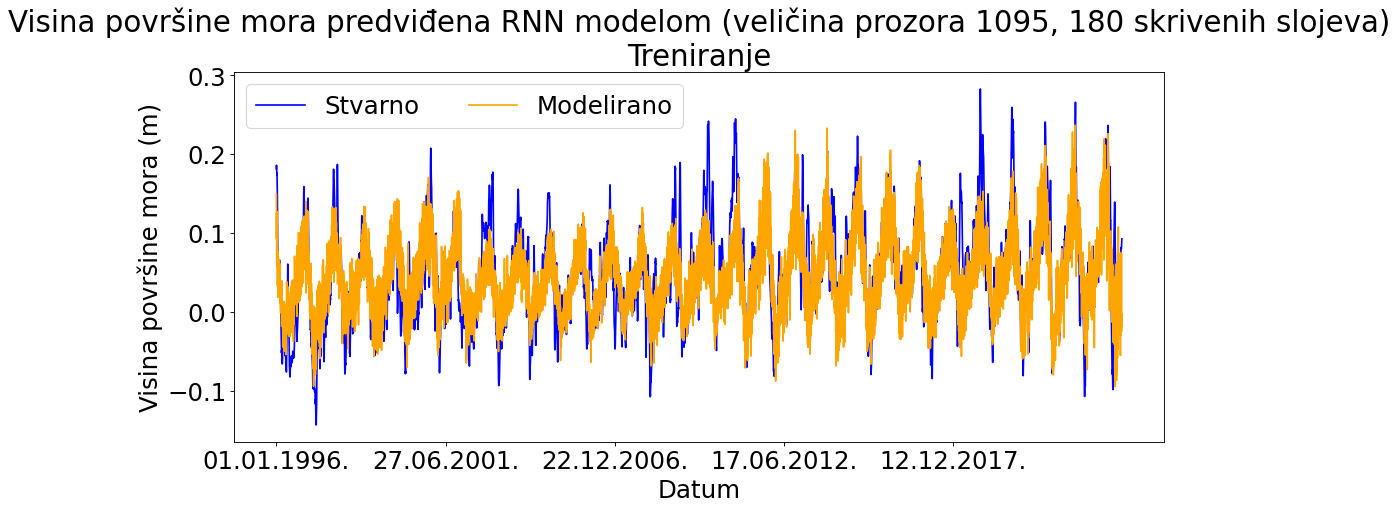 Visina površine mora predviđena RNN modelom (veličina prozora 1095, 180 skrivenih slojeva)
Treniranje
Stvarno
Modelirano
Visina površine mora (m)
0.3
0.2
0.1
0.0
−0.1
01.01.1996.
27.06.2001.
22.12.2006.
17.06.2012.
12.12.2017.
Datum